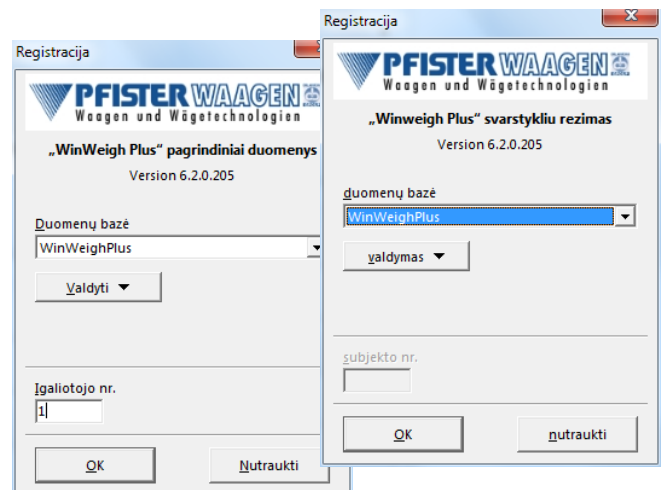 Registracija
PFISTER WAAGEN
Waagen und Wägetechnologien
„WinWeigh Plus“ pagrindiniai duomenys
Version 6.2.0.205
Duomenų bazė
WinWeighPlus
Valdyti
Įgaliotojo nr.
1
OK
Nutraukti
Registracija
PFISTER WAAGEN
Waagen und Wägetechnologien
„Winweigh Plus“ svarstykliu rezimas
Version 6.2.0.205
duomenų bazė
WinWeighPlus
valdymas
subjekto nr.
OK
nutraukti